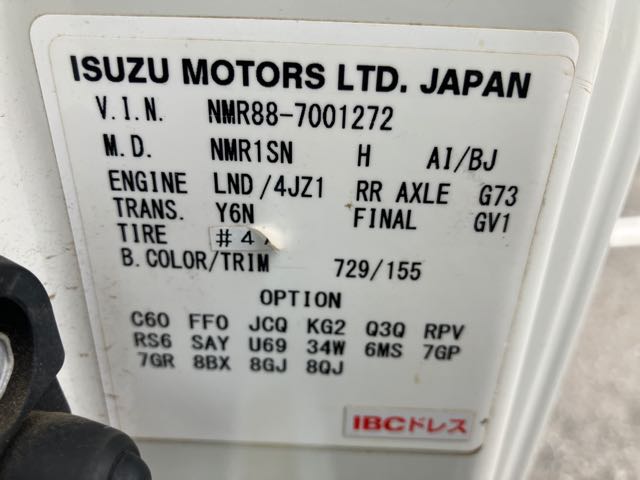 ISUZU MOTORS LTD. JAPAN
V.I.N. NMR88-7001272
M.D. NMR1SN H AI/BJ
ENGINE LND/4JZ1 RR AXLE G73
TRANS. Y6N FINAL GV1
TIRE #4
B.COLOR/TRIM 729/155
OPTION
C60 FF0 JCQ KG2 Q3Q RPV
RS6 SAY U69 34W 6MS 7GP
7GR 8BX 8GJ 8QJ
IBCドレス